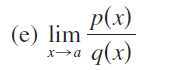 (e) lim x→a p(x)/q(x)